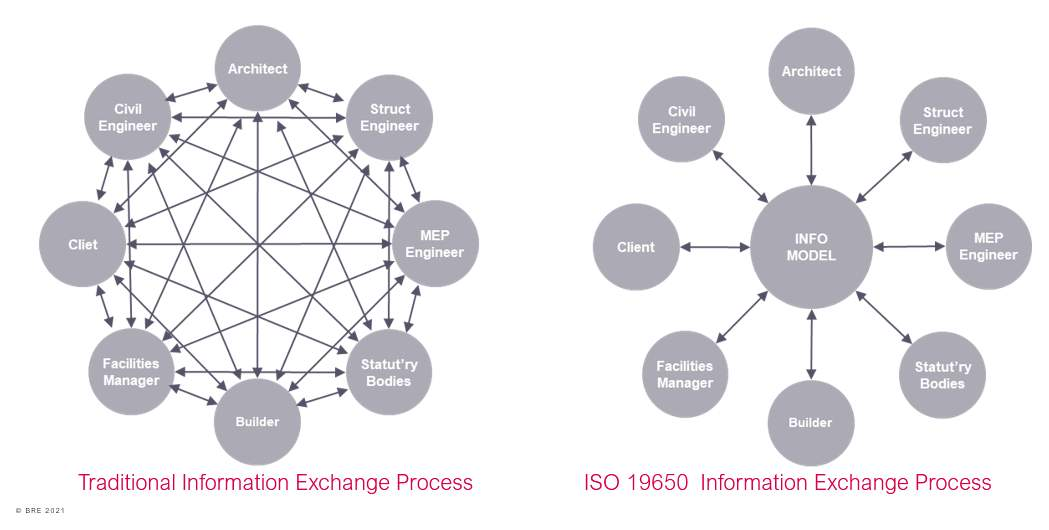 Architect
Civil
Engineer
Struct
Engineer
Cliet
MEP
Engineer
Facilities
Manager
Statut'ry
Bodies
Builder
Traditional Information Exchange Process
Architect
Civil
Engineer
Struct
Engineer
Client
INFO
MODEL
MEP
Engineer
Facilities
Manager
Statut'ry
Bodies
Builder
ISO 19650 Information Exchange Process
© BRE 2021